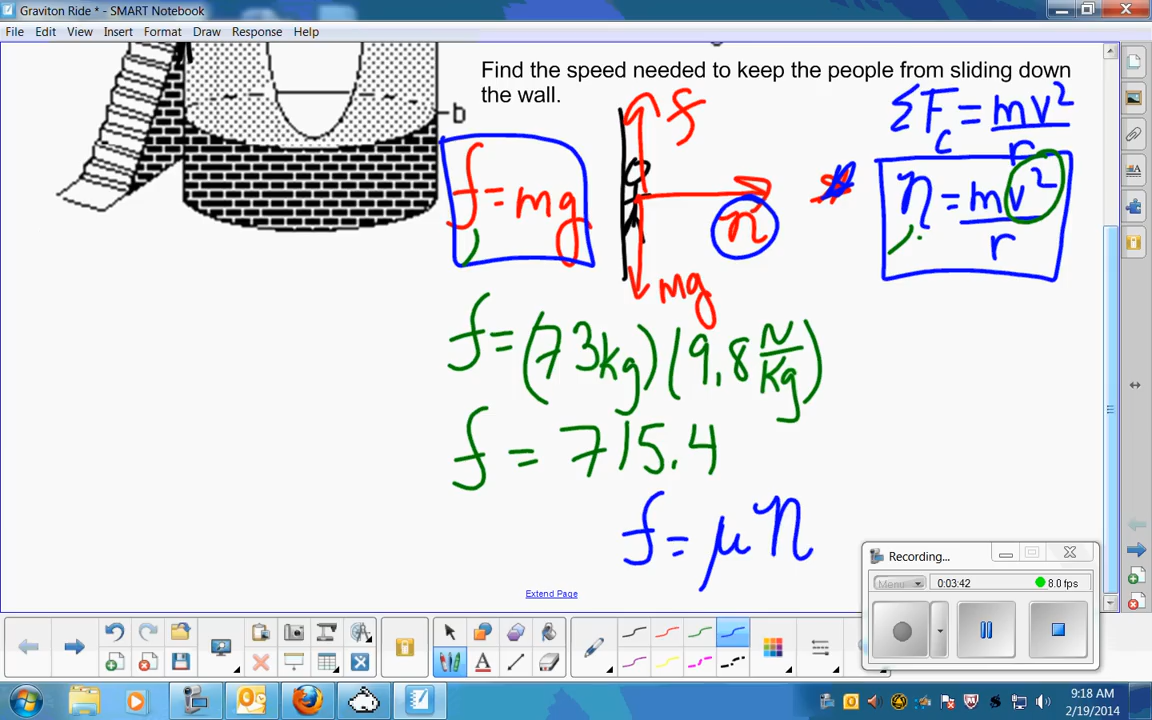 Graviton Ride * - SMART Notebook
File Edit View Insert Format Draw Response Help
Find the speed needed to keep the people from sliding down
the wall.
b
f
ΣF_c = mv²/r
f = mg
n
n = mv²/r
mg
f = (73kg)(9.8 N/Kg)
f = 715.4
f = μn
Extend Page
Recording...
Menu
0:03:42
8.0 fps
A
9:18 AM
2/19/2014